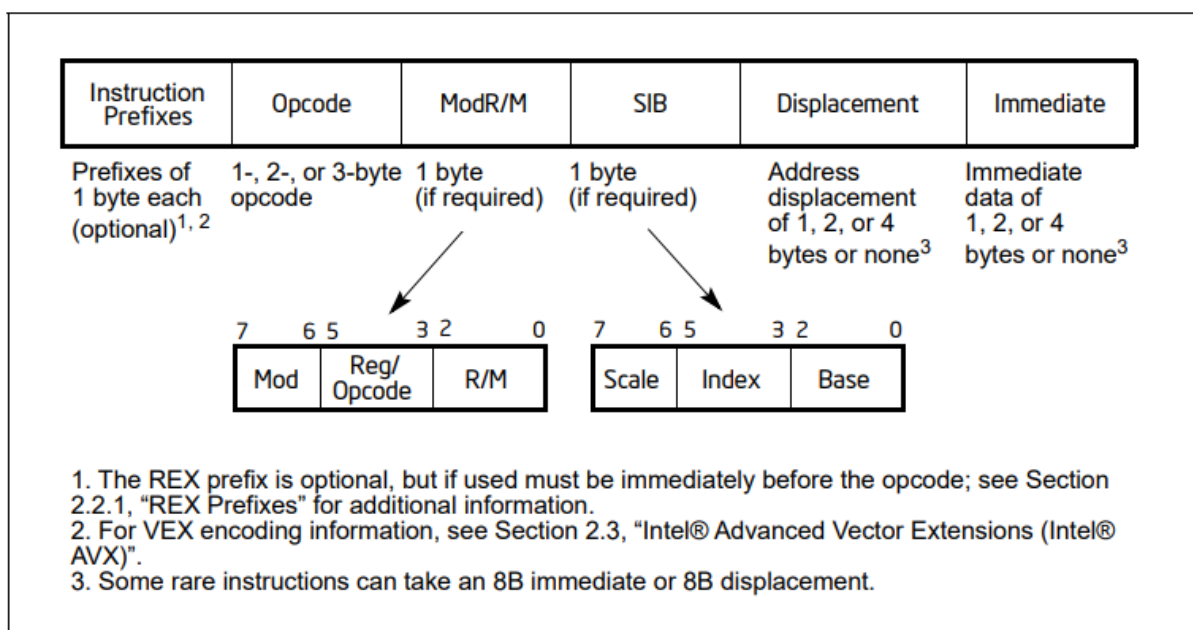 Instruction Prefixes Opcode ModR/M SIB Displacement Immediate
Prefixes of 1 byte each (optional)1, 2
1-, 2-, or 3-byte opcode
1 byte (if required)
1 byte (if required)
Address displacement of 1, 2, or 4 bytes or none3
Immediate data of 1, 2, or 4 bytes or none3
7 6 5 3 2 0
Mod Reg/Opcode R/M
7 6 5 3 2 0
Scale Index Base
1. The REX prefix is optional, but if used must be immediately before the opcode; see Section
2.2.1, “REX Prefixes” for additional information.
2. For VEX encoding information, see Section 2.3, “Intel® Advanced Vector Extensions (Intel®
AVX)”.
3. Some rare instructions can take an 8B immediate or 8B displacement.